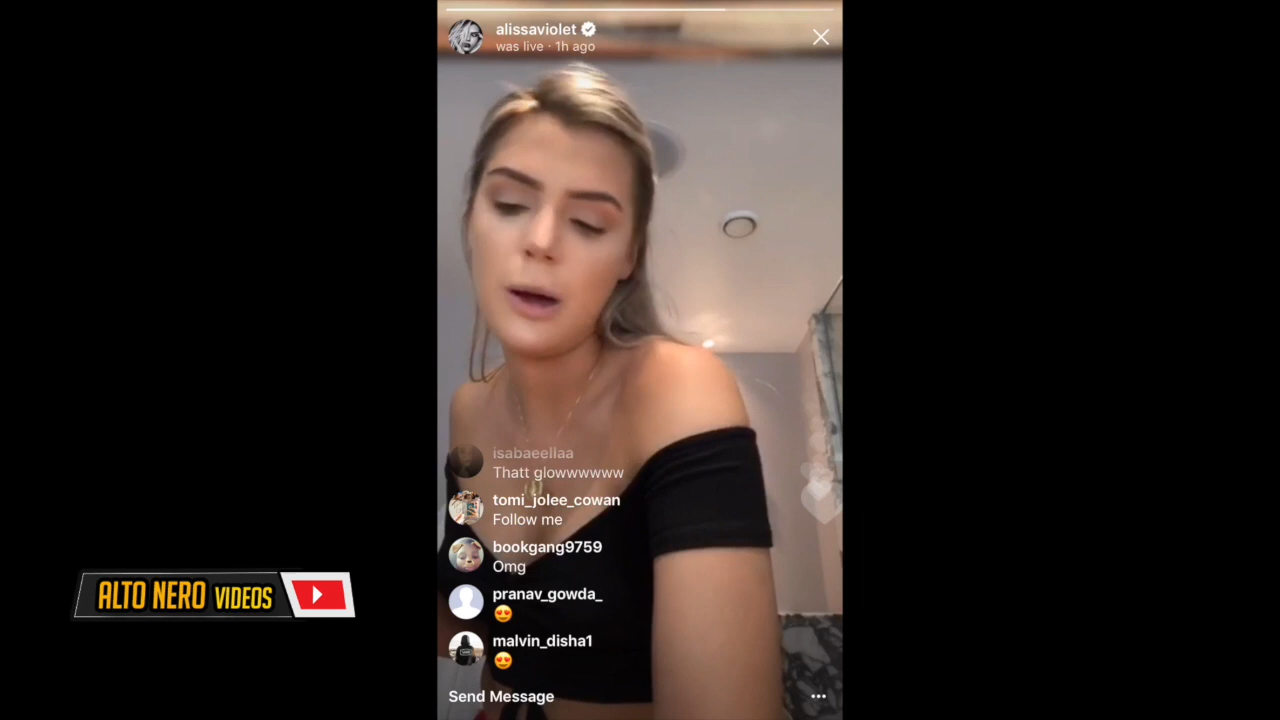 alissaviolet
was live · 1h ago
isabaeellaa
Thatt glowwwwww
tomi_jolee_cowan
Follow me
bookgang9759
Omg
pranav_gowda_
😍
malvin_disha1
😍
Send Message
ALTO NERO VIDEOS